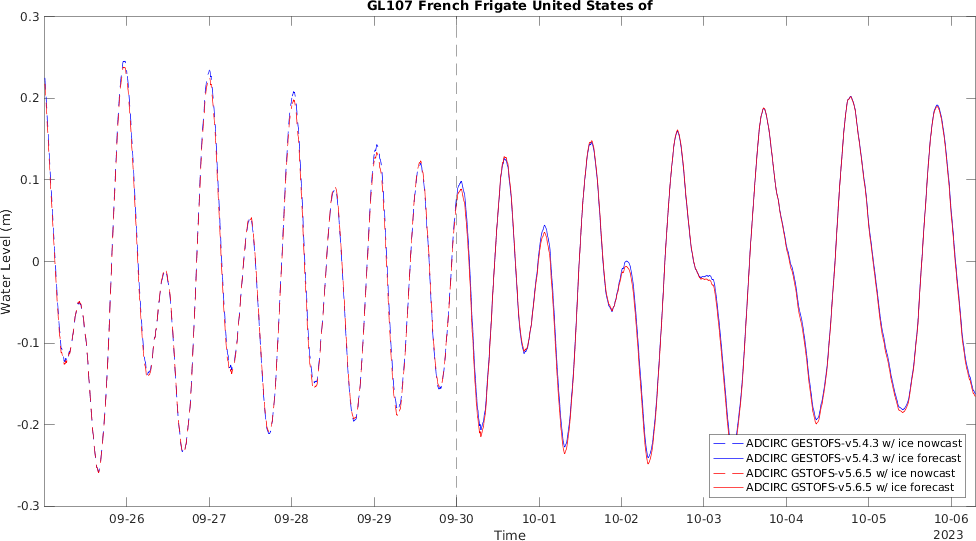 GL107 French Frigate United States of
0.3
0.2
0.1
0
-0.1
-0.2
-0.3
Water Level (m)
09-26 09-27 09-28 09-29 09-30 10-01 10-02 10-03 10-04 10-05 10-06
2023
Time
ADCIRC GESTOFS-v5.4.3 w/ ice nowcast
ADCIRC GESTOFS-v5.4.3 w/ ice forecast
ADCIRC GSTOFS-v5.6.5 w/ ice nowcast
ADCIRC GSTOFS-v5.6.5 w/ ice forecast